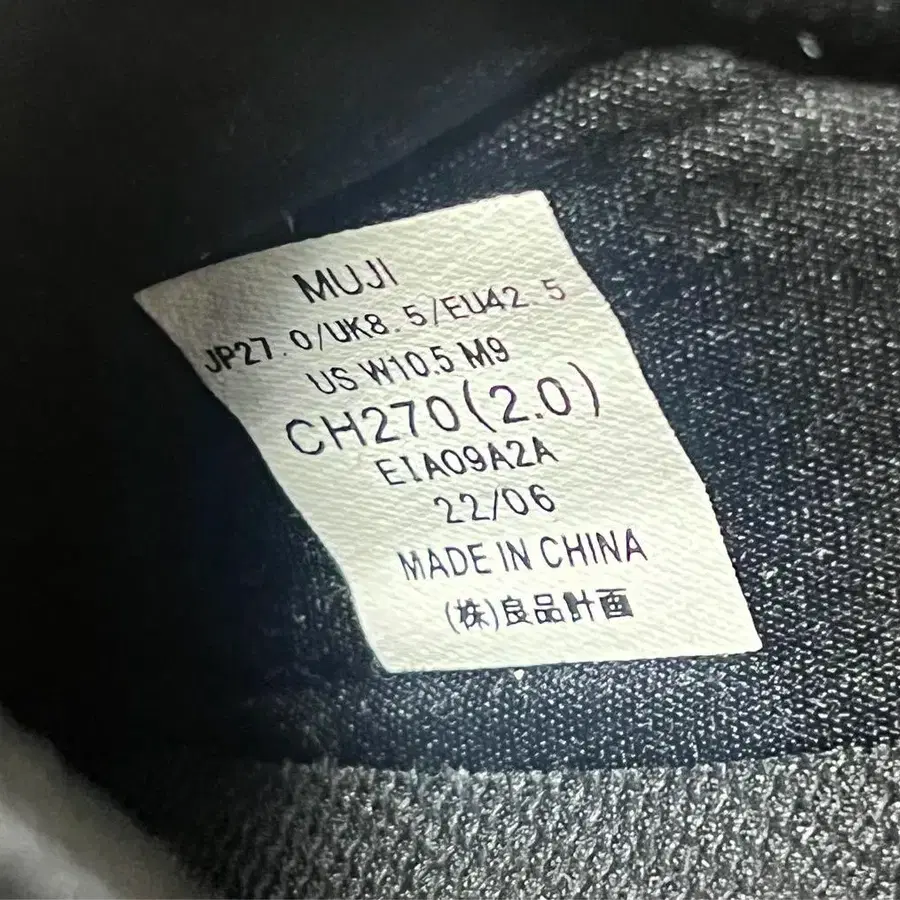 MUJI
JP27.0/UK8.5/EU42.5
US W10.5 M9
CH270(2.0)
EIA09A2A
22/06
MADE IN CHINA
(株)良品計画